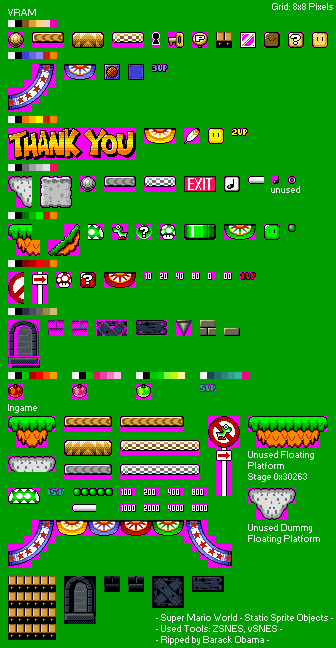 VRAM
Grid: 8x8 Pixels
P
?
3UP
THANK YOU
2UP
EXIT
unused
?
?
10 20 40 80 0 00 1UP
5UP
Ingame
Unused Floating
Platform
Stage 0x30263
100 200 400 800
1000 2000 4000 8000
Unused Dummy
Floating Platform
- Super Mario World - Static Sprite Objects -
- Used Tools: ZSNES, vSNES -
- Ripped by Barack Obama -